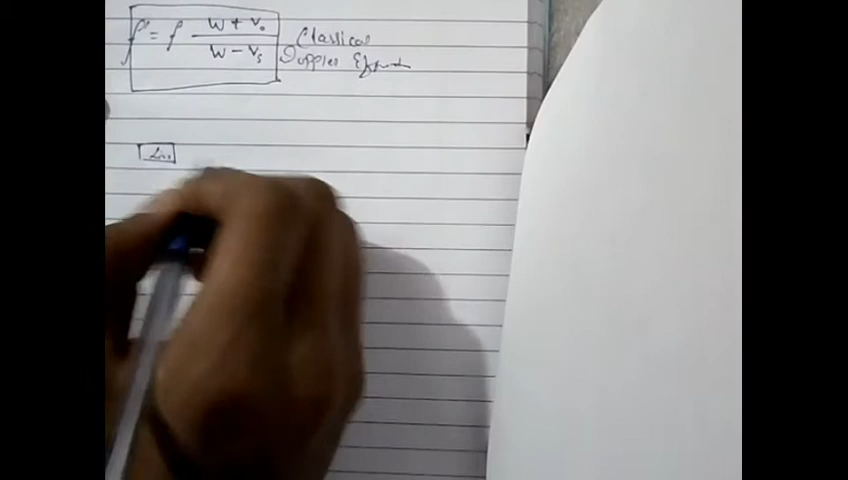 f' = f (w + v₀) / (w - vₛ) Classical
Doppler Effect